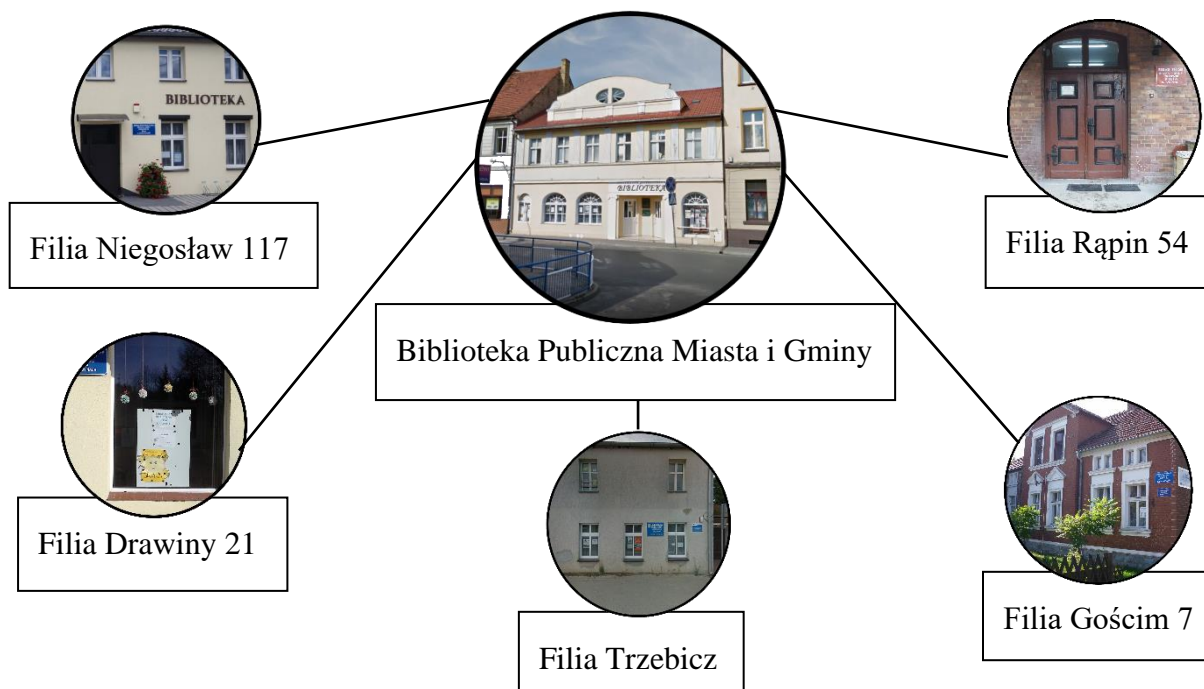 BIBLIOTEKA
BIBLIOTEKA
Filia Niegosław 117
Filia Rąpin 54
Biblioteka Publiczna Miasta i Gminy
Filia Drawiny 21
Filia Gościm 7
Filia Trzebicz